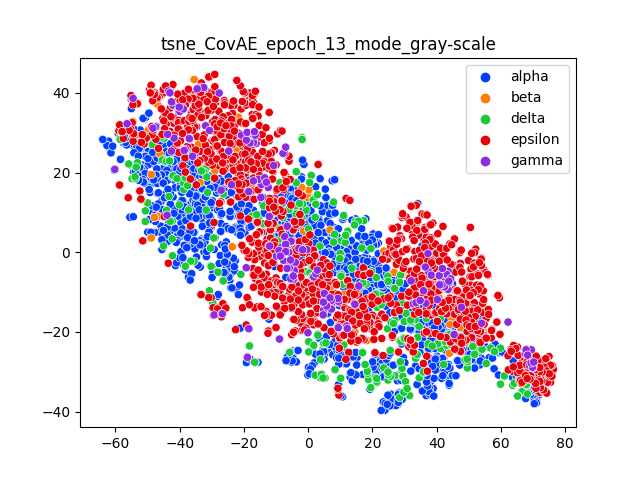 tsne_CovAE_epoch_13_mode_gray-scale
alpha
beta
delta
epsilon
gamma
40
20
0
−20
−40
−60 −40 −20 0 20 40 60 80